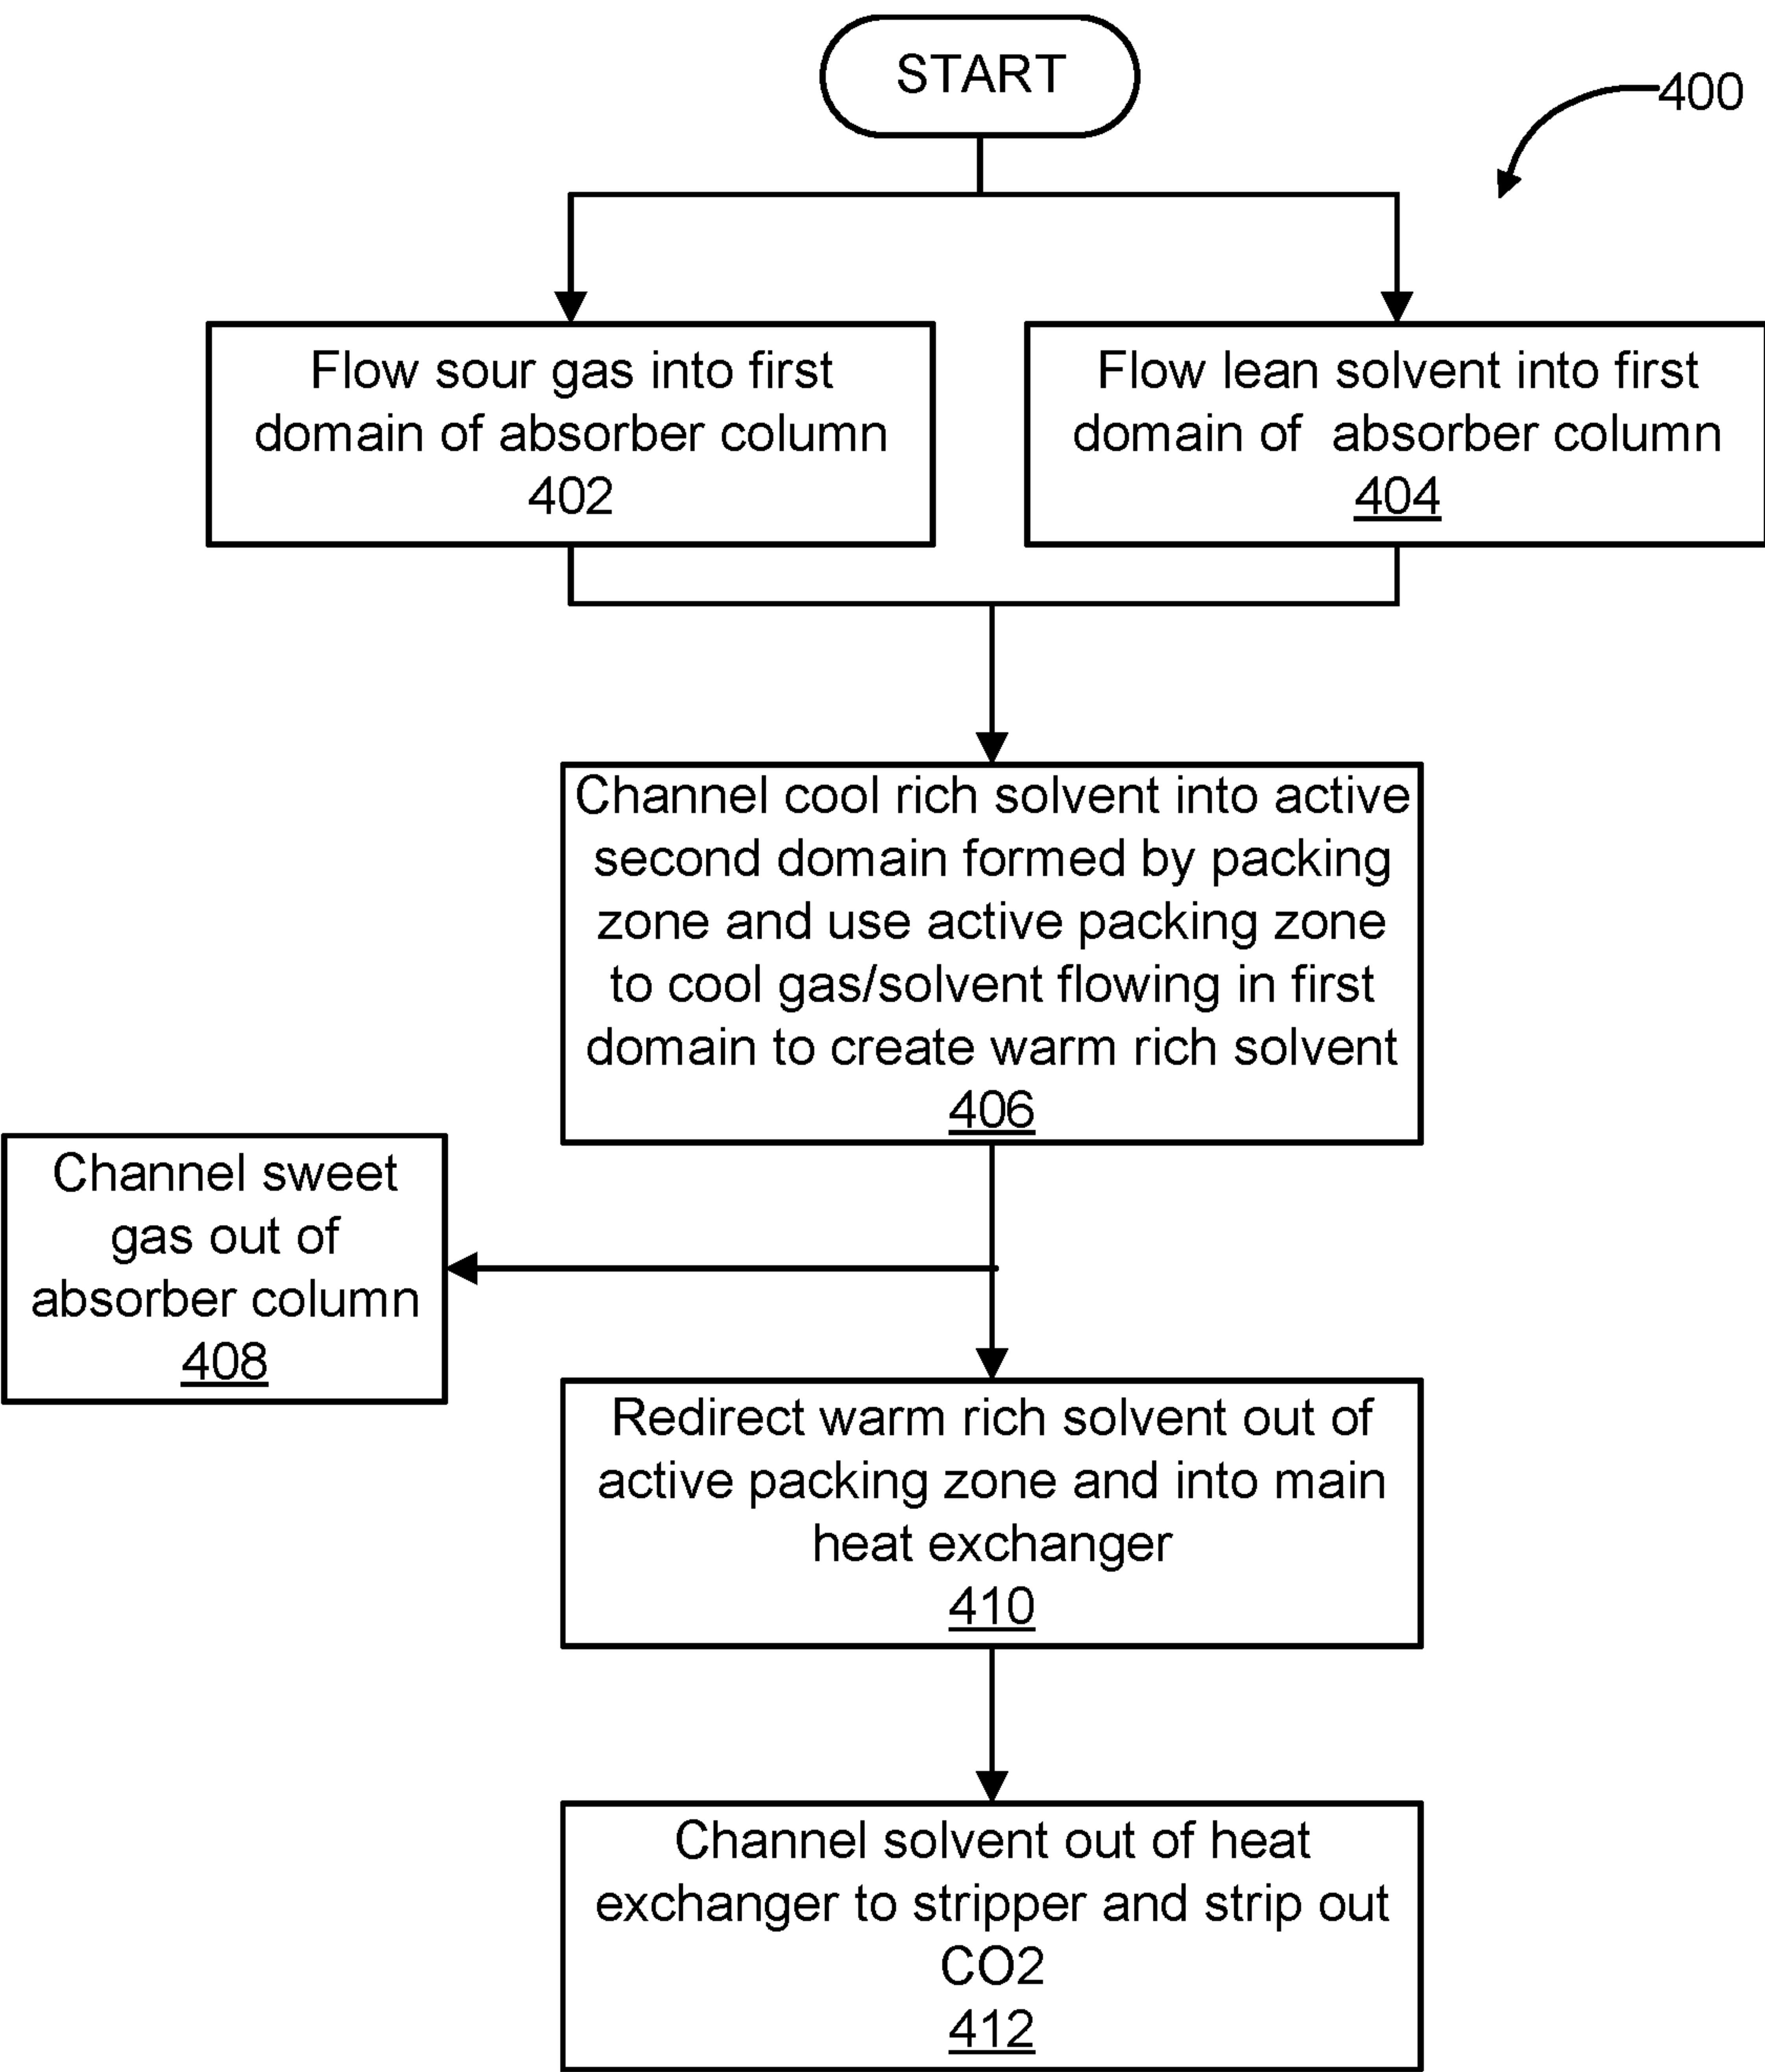 START
400
Flow sour gas into first
domain of absorber column
402
Flow lean solvent into first
domain of absorber column
404
Channel cool rich solvent into active
second domain formed by packing
zone and use active packing zone
to cool gas/solvent flowing in first
domain to create warm rich solvent
406
Channel sweet
gas out of
absorber column
408
Redirect warm rich solvent out of
active packing zone and into main
heat exchanger
410
Channel solvent out of heat
exchanger to stripper and strip out
CO2
412